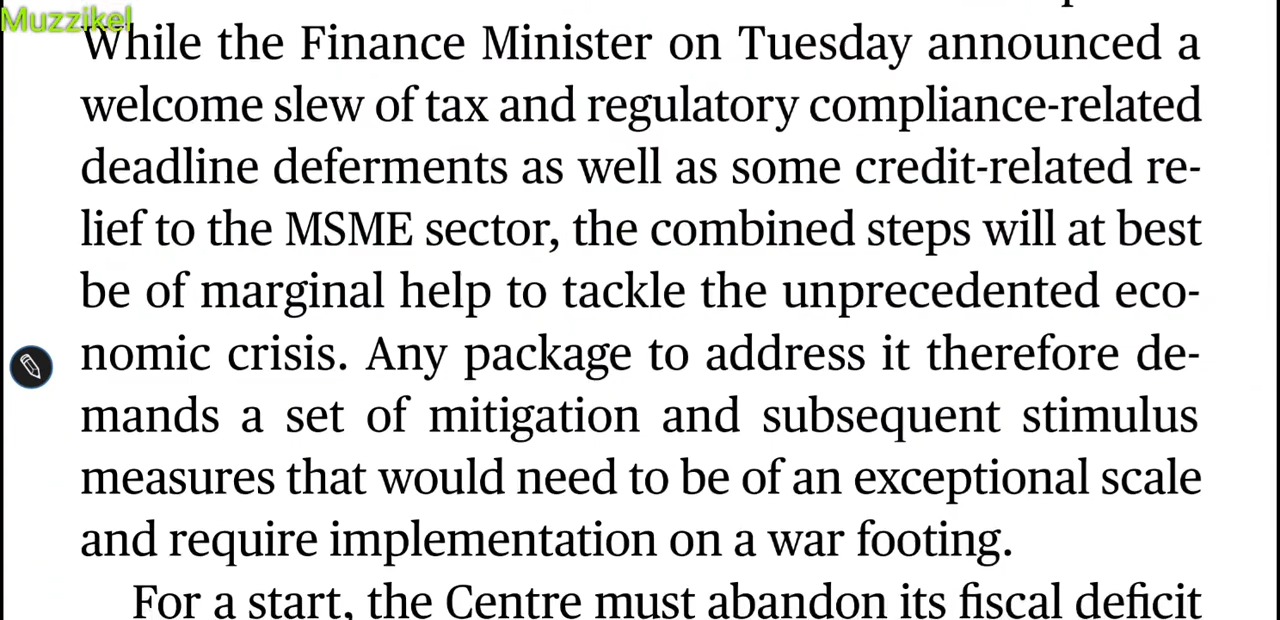 Muzzikel
While the Finance Minister on Tuesday announced a
welcome slew of tax and regulatory compliance-related
deadline deferments as well as some credit-related re-
lief to the MSME sector, the combined steps will at best
be of marginal help to tackle the unprecedented eco-
nomic crisis. Any package to address it therefore de-
mands a set of mitigation and subsequent stimulus
measures that would need to be of an exceptional scale
and require implementation on a war footing.
For a start, the Centre must abandon its fiscal deficit